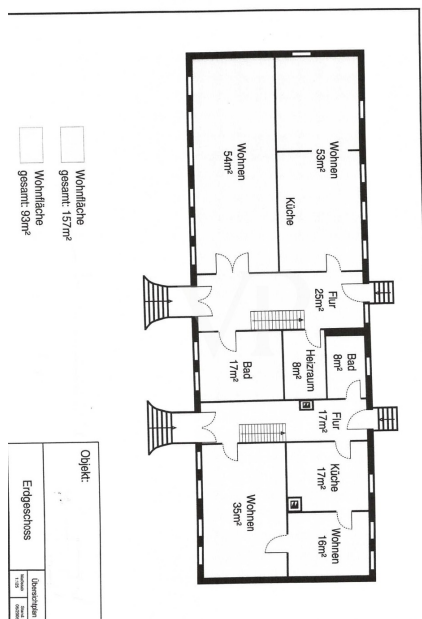 Wohnen
53m²
Wohnen
54m²
Küche
Flur
25m²
Bad
8m²
Heizraum
8m²
Bad
17m²
Flur
17m²
Küche
17m²
Wohnen
35m²
Wohnen
16m²
Wohnfläche
gesamt: 157m²
Wohnfläche
gesamt: 93m²
Objekt:
Erdgeschoss
Übersichtsplan